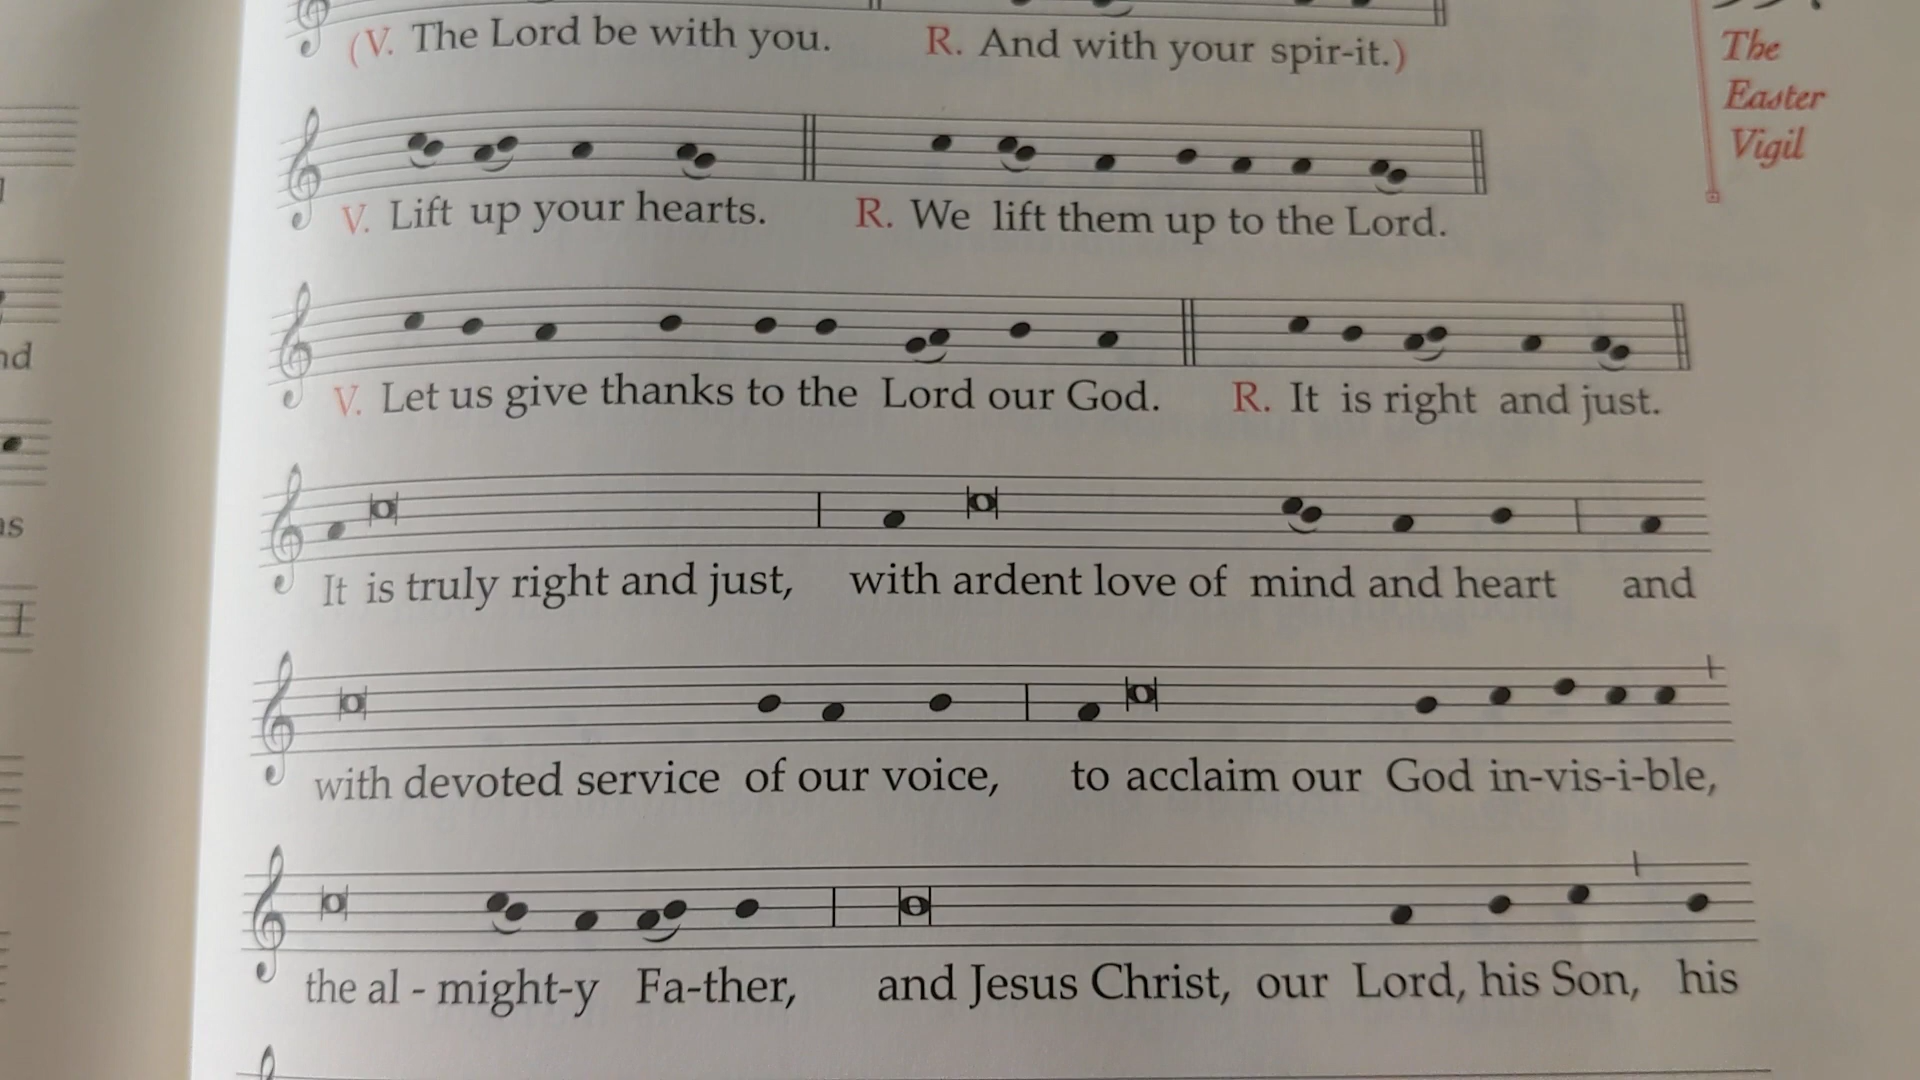 (V. The Lord be with you. R. And with your spir-it.)
The
Easter
Vigil
V. Lift up your hearts. R. We lift them up to the Lord.
V. Let us give thanks to the Lord our God. R. It is right and just.
It is truly right and just, with ardent love of mind and heart and
with devoted service of our voice, to acclaim our God in-vis-i-ble,
the al - might-y Fa-ther, and Jesus Christ, our Lord, his Son, his